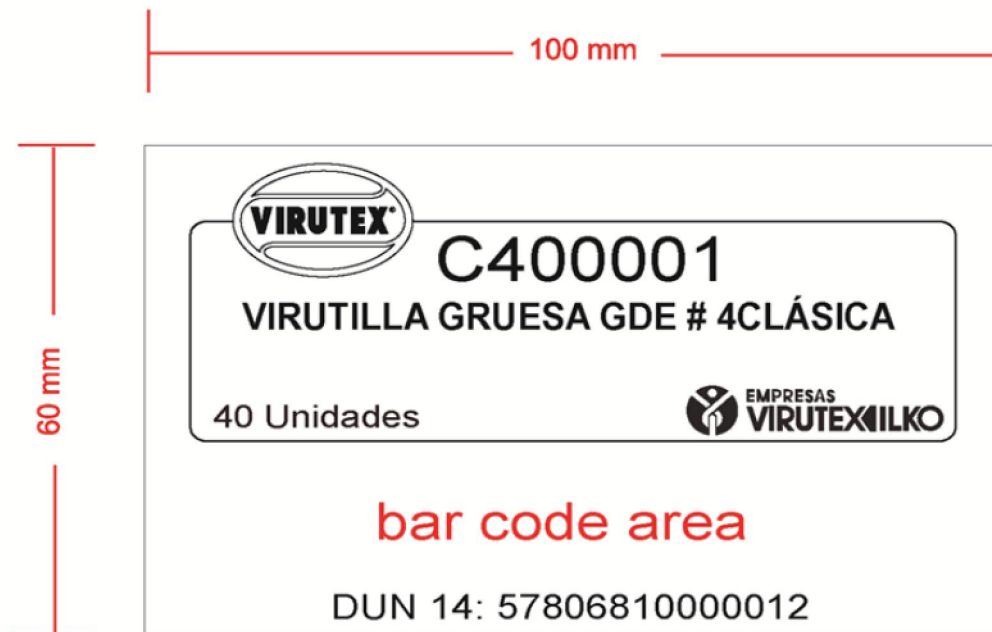 100 mm
VIRUTEX
C400001
VIRUTILLA GRUESA GDE # 4CLÁSICA
60 mm
40 Unidades
EMPRESAS
VIRUTEX ILKO
bar code area
DUN 14: 57806810000012